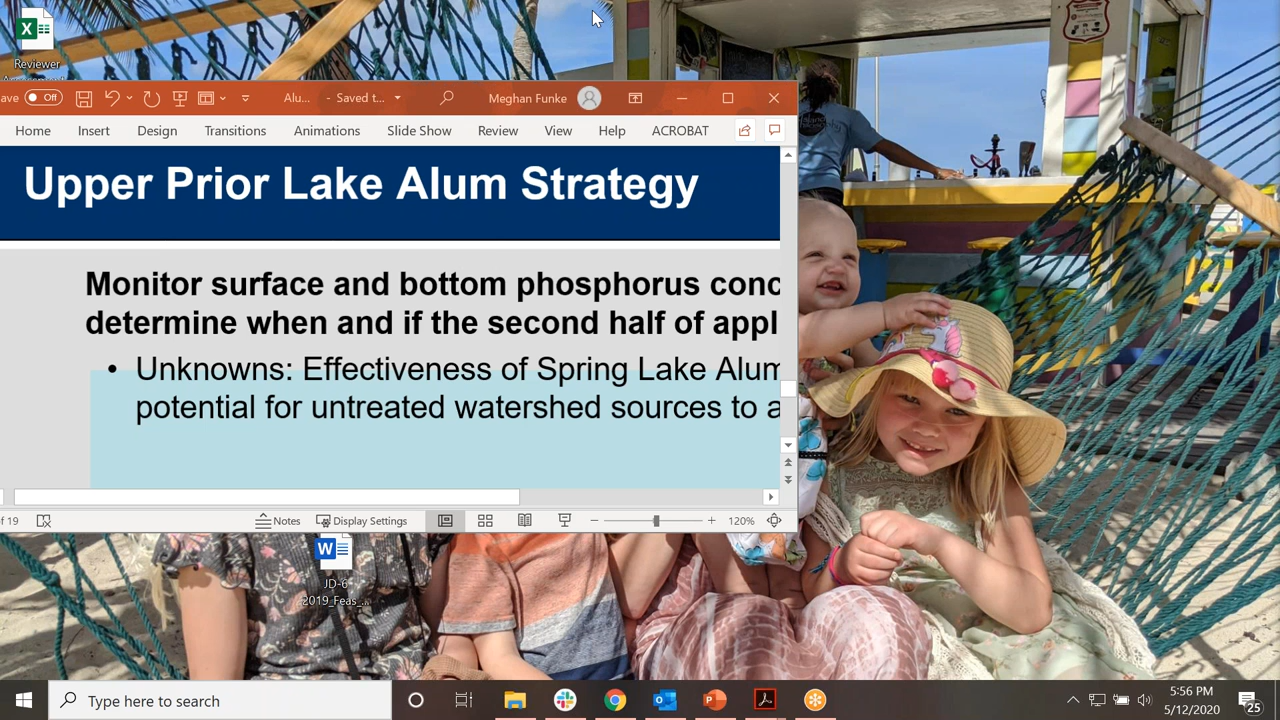 Reviewer
ave Off Alu... - Saved t... Meghan Funke
Home Insert Design Transitions Animations Slide Show Review View Help ACROBAT
Upper Prior Lake Alum Strategy
Monitor surface and bottom phosphorus conc
determine when and if the second half of appl
• Unknowns: Effectiveness of Spring Lake Alum
potential for untreated watershed sources to a
of 19 Notes Display Settings 120%
JD-6
2019_Feas_...
Type here to search
5:56 PM
5/12/2020
25